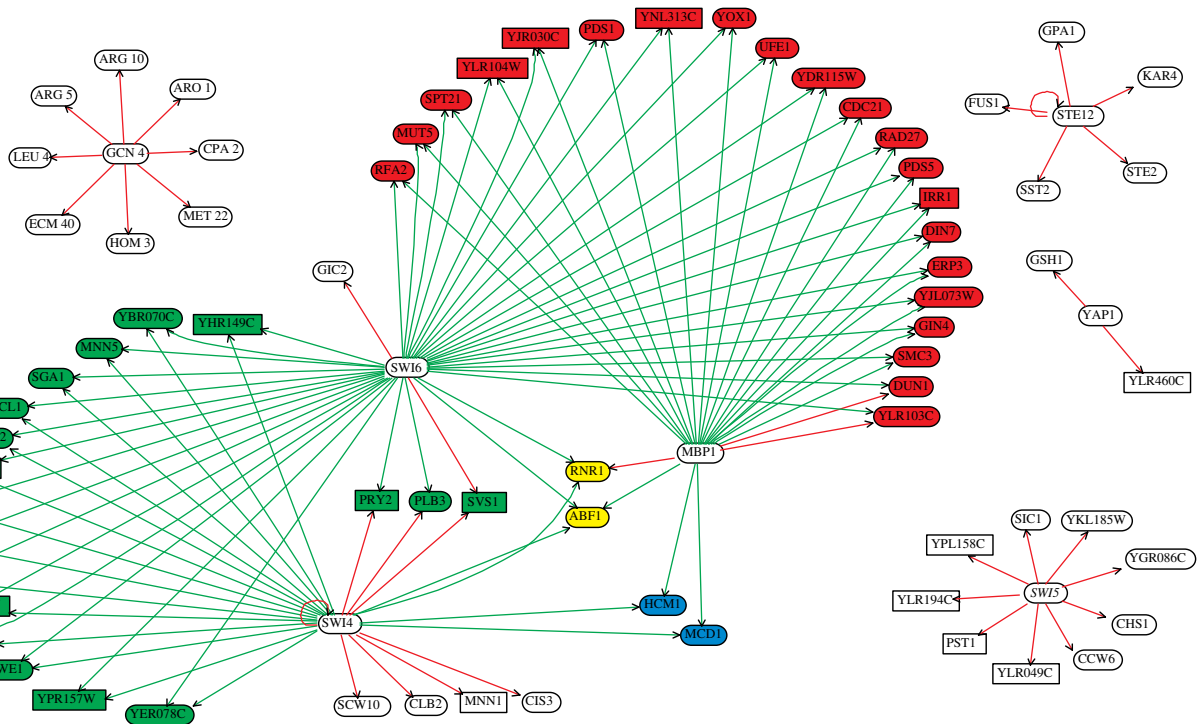 YNL313C
YOX1
PDS1
YJR030C
GPA1
UFE1
ARG 10
YLR104W
YDR115W
KAR4
ARO 1
ARG 5
SPT21
FUS1
CDC21
STE12
MUT5
RAD27
GCN 4
CPA 2
LEU 4
RFA2
PDS5
STE2
SST2
IRR1
MET 22
ECM 40
DIN7
HOM 3
GSH1
ERP3
GIC2
YJL073W
YBR070C
YHR149C
YAP1
GIN4
MNN5
SMC3
SWI6
SGA1
YLR460C
DUN1
CL1
YLR103C
2
MBP1
RNR1
PRY2
PLB3
SVS1
ABF1
SIC1
YKL185W
YPL158C
YGR086C
SWI5
YLR194C
HCM1
SWI4
CHS1
MCD1
PST1
CCW6
WE1
YLR049C
YPR157W
SCW10
CLB2
MNN1
CIS3
YER078C